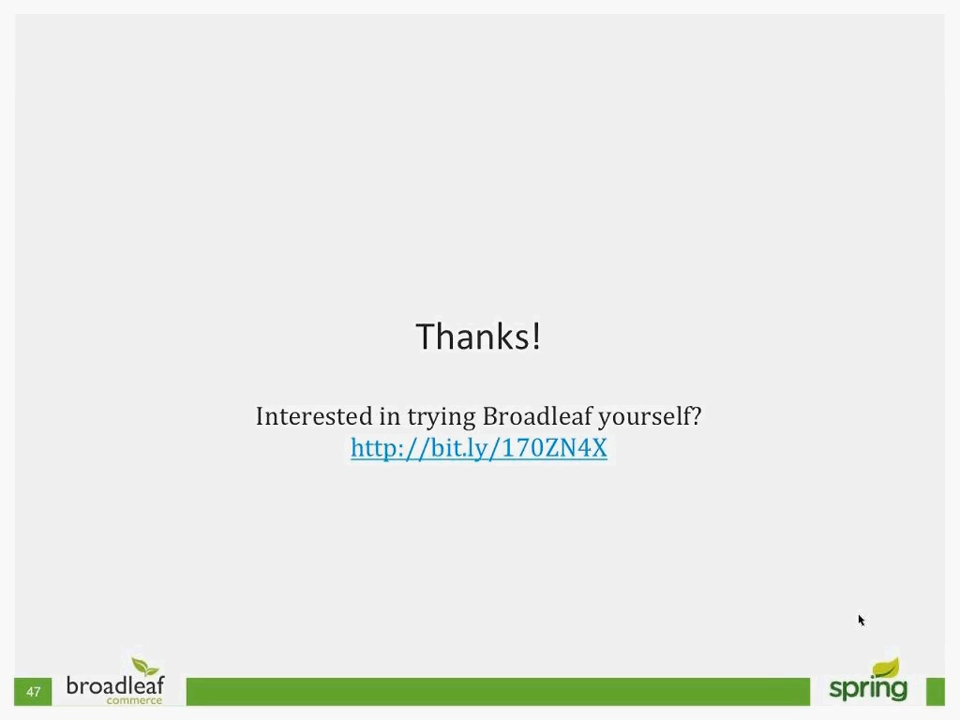 Thanks!
Interested in trying Broadleaf yourself?
http://bit.ly/170ZN4X
47
broadleaf
commerce
spring